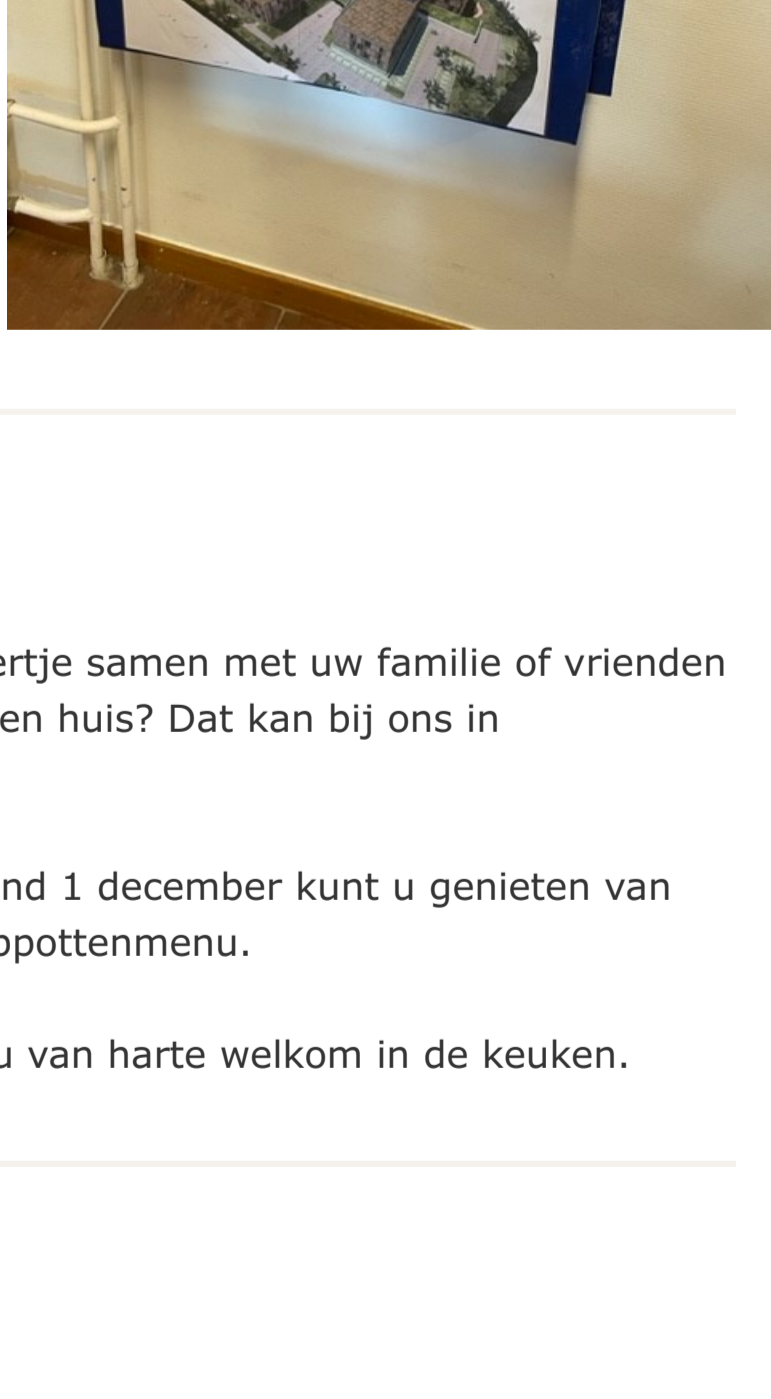 ertje samen met uw familie of vrienden
en huis? Dat kan bij ons in
nd 1 december kunt u genieten van
ppottenmenu.
u van harte welkom in de keuken.